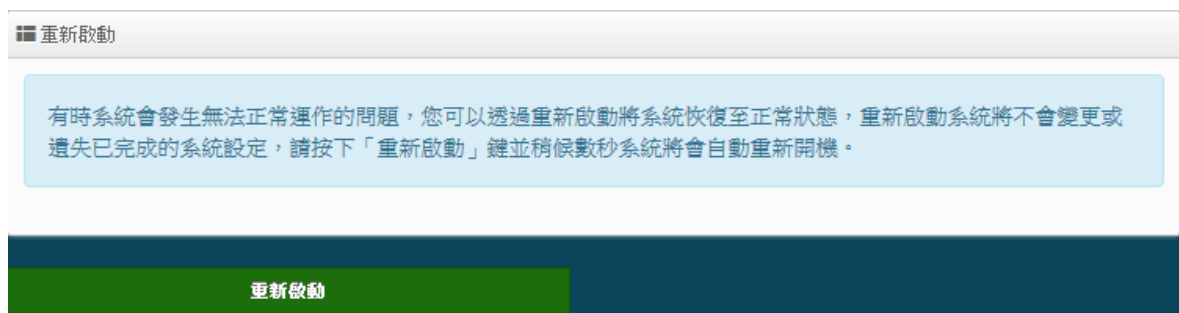 重新啟動
有時系統會發生無法正常運作的問題，您可以透過重新啟動將系統恢復至正常狀態，重新啟動系統將不會變更或
遺失已完成的系統設定，請按下「重新啟動」鍵並稍候數秒系統將會自動重新開機。
重新啟動